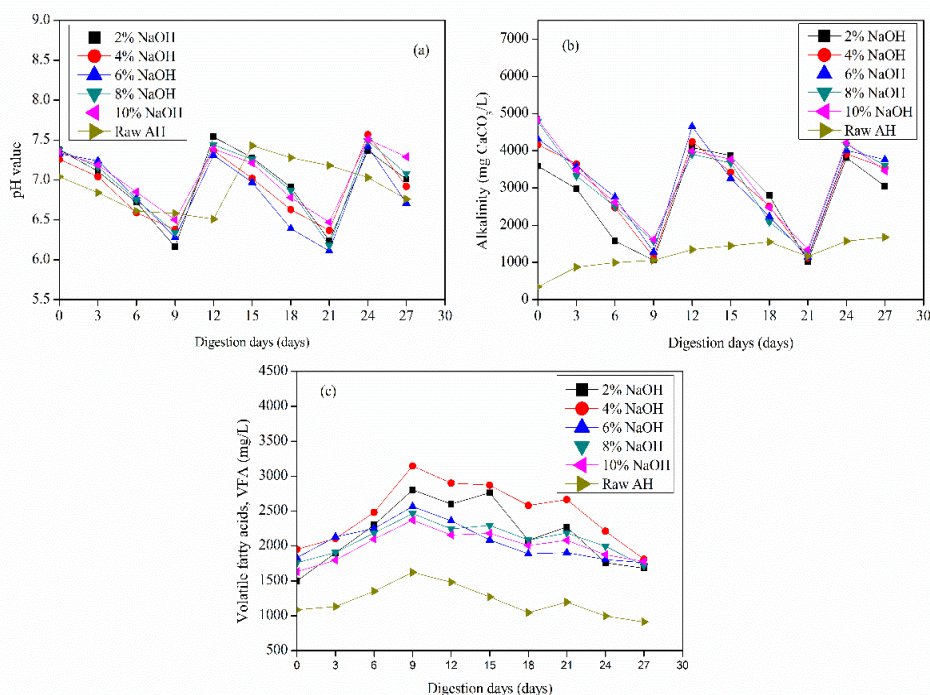 (a)
2% NaOH
4% NaOH
6% NaOH
8% NaOH
10% NaOH
Raw AH
pH value
9.0
8.5
8.0
7.5
7.0
6.5
6.0
5.5
0 3 6 9 12 15 18 21 24 27 30
Digestion days (days)
(b)
2% NaOH
4% NaOH
6% NaOH
8% NaOH
10% NaOH
Raw AH
Alkalinity (mg CaCO3/L)
7000
6000
5000
4000
3000
2000
1000
0
0 3 6 9 12 15 18 21 24 27 30
Digestion days (days)
(c)
2% NaOH
4% NaOH
6% NaOH
8% NaOH
10% NaOH
Raw AH
Volatile fatty acids, VFA (mg/L)
4500
4000
3500
3000
2500
2000
1500
1000
500
0 3 6 9 12 15 18 21 24 27 30
Digestion days (days)